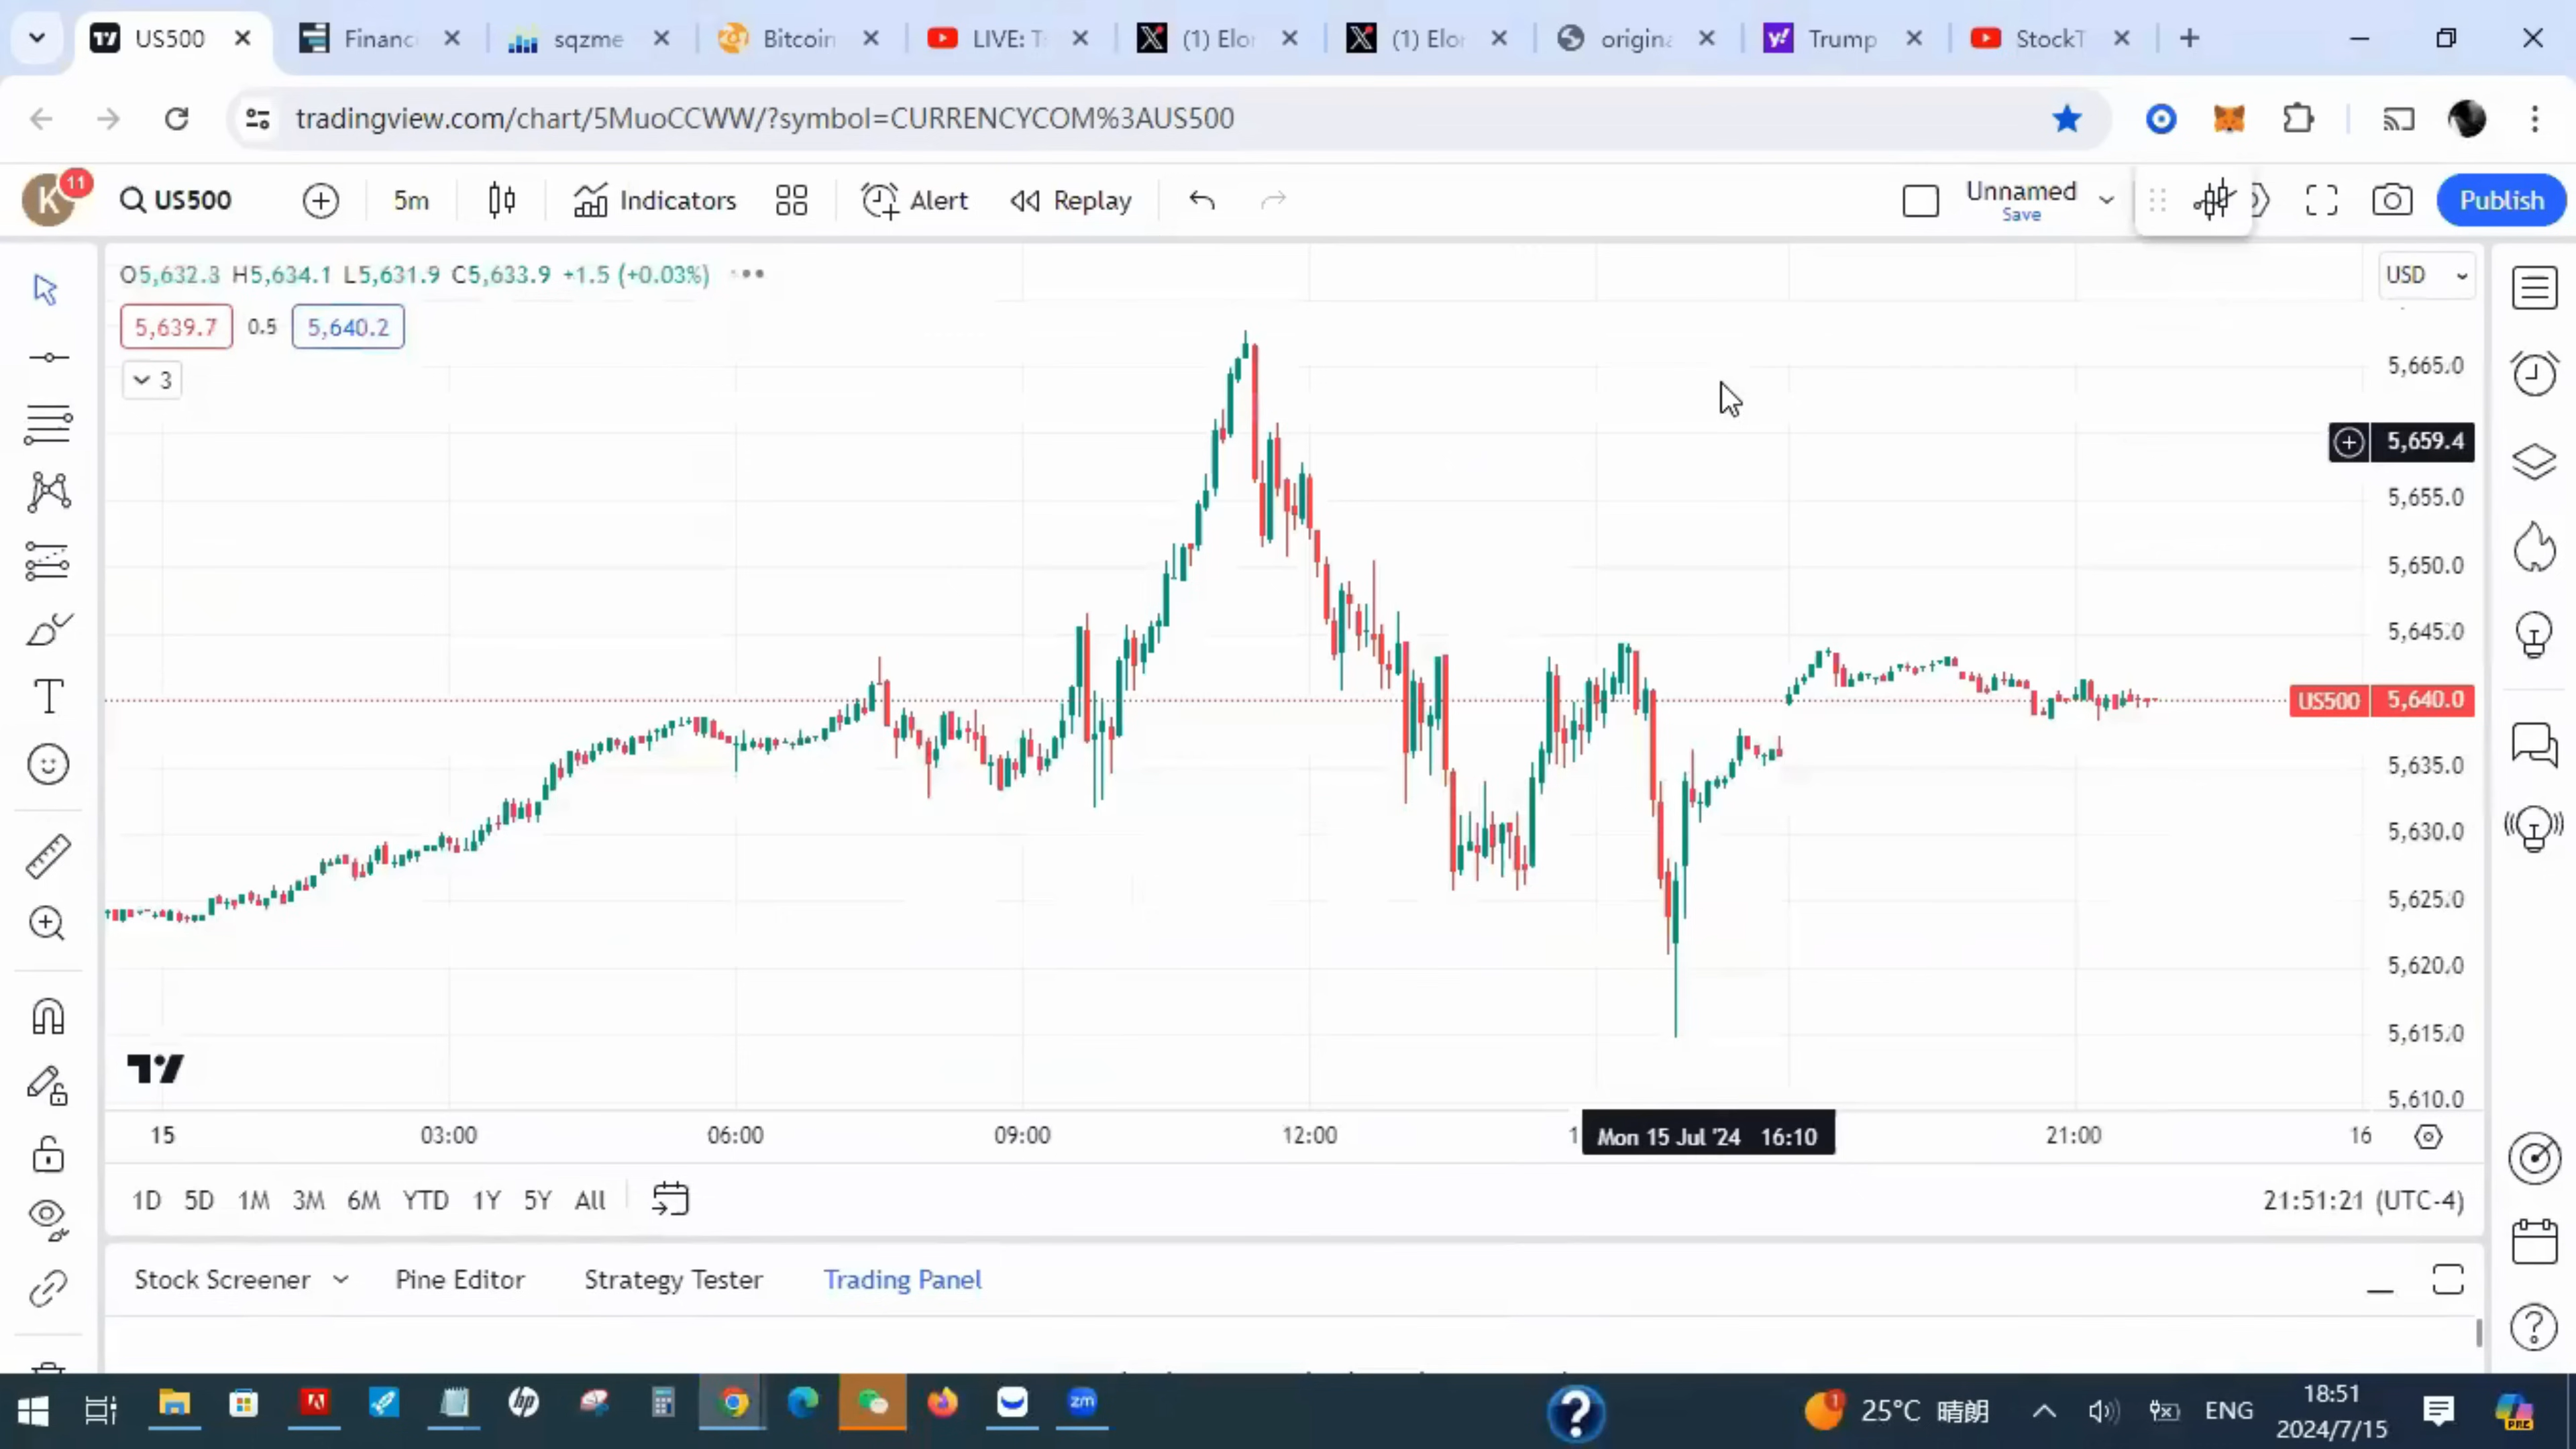 US500
Financ
sqzme
Bitcoin
LIVE: T
(1) Elo
(1) Elo
origina
Trump
StockT
tradingview.com/chart/5MuoCCWW/?symbol=CURRENCYCOM%3AUS500
K
11
US500
5m
Indicators
Alert
Replay
Unnamed
Save
Publish
O5,632.3 H5,634.1 L5,631.9 C5,633.9 +1.5 (+0.03%)
USD
5,639.7
0.5
5,640.2
3
5,665.0
5,659.4
5,655.0
5,650.0
5,645.0
US500 5,640.0
5,635.0
5,630.0
5,625.0
5,620.0
5,615.0
5,610.0
15
03:00
06:00
09:00
12:00
1
Mon 15 Jul '24 16:10
21:00
16
1D 5D 1M 3M 6M YTD 1Y 5Y All
21:51:21 (UTC-4)
Stock Screener
Pine Editor
Strategy Tester
Trading Panel
hp
zm
1
25°C 晴朗
ENG
18:51
2024/7/15
PRE